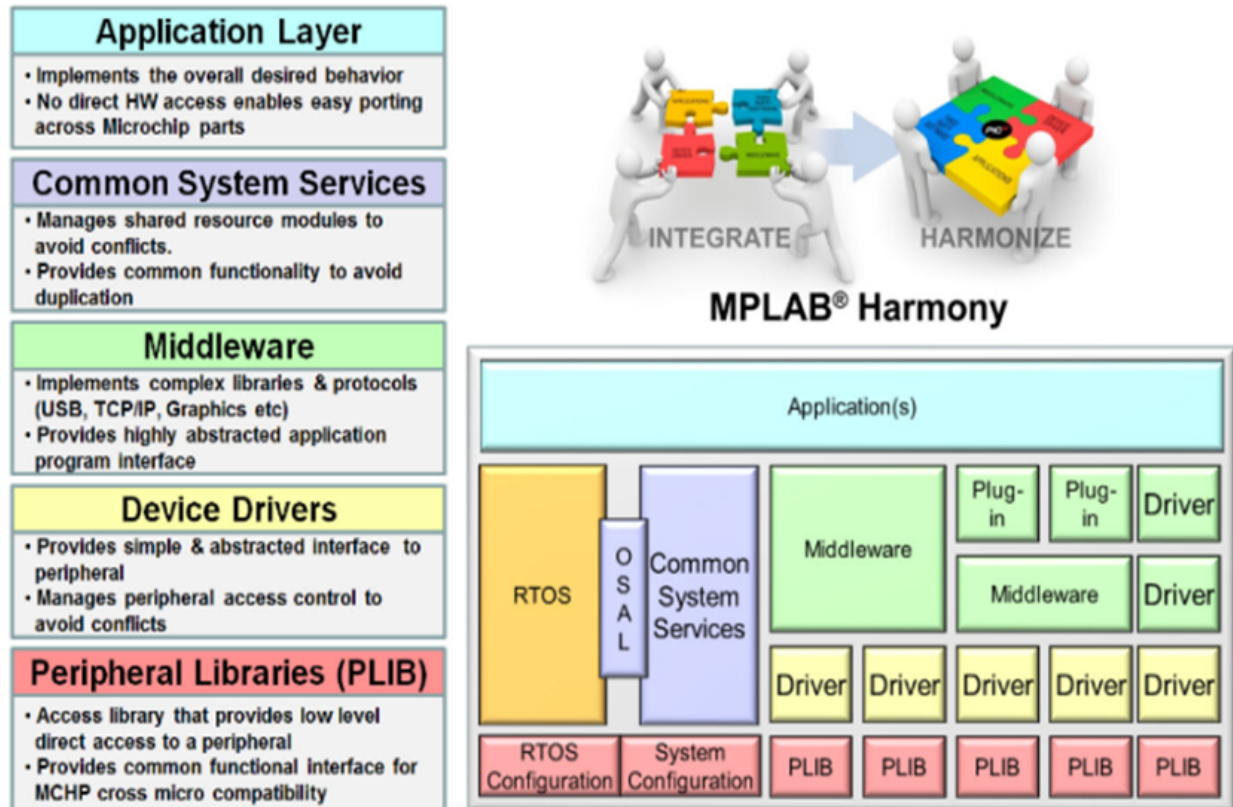 Application Layer
• Implements the overall desired behavior
• No direct HW access enables easy porting
across Microchip parts
Common System Services
• Manages shared resource modules to
avoid conflicts.
• Provides common functionality to avoid
duplication
Middleware
• Implements complex libraries & protocols
(USB, TCP/IP, Graphics etc)
• Provides highly abstracted application
program interface
Device Drivers
• Provides simple & abstracted interface to
peripheral
• Manages peripheral access control to
avoid conflicts
Peripheral Libraries (PLIB)
• Access library that provides low level
direct access to a peripheral
• Provides common functional interface for
MCHP cross micro compatibility
APPLICATIONS
MIDDLEWARE
MIDDLEWARE
APPLICATIONS
PIC
INTEGRATE
HARMONIZE
MPLAB® Harmony
Application(s)
RTOS
OSAL
Common
System
Services
Middleware
Plug-
in
Plug-
in
Driver
Middleware
Driver
Driver
Driver
Driver
Driver
Driver
RTOS
Configuration
System
Configuration
PLIB
PLIB
PLIB
PLIB
PLIB